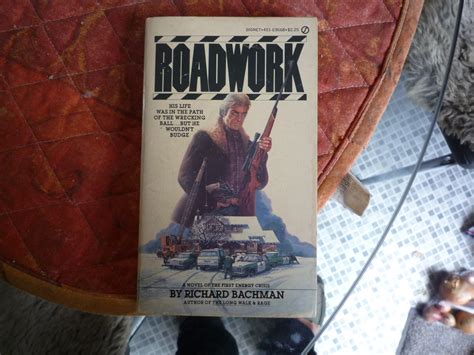 ROADWORK
HIS LIFE
WAS IN THE PATH
OF THE WRECKING
BALL...BUT HE
WOULDN'T
BUDGE
A NOVEL OF THE FIRST ENERGY CRISIS
BY RICHARD BACHMAN
AUTHOR OF THE LONG WALK & RAGE